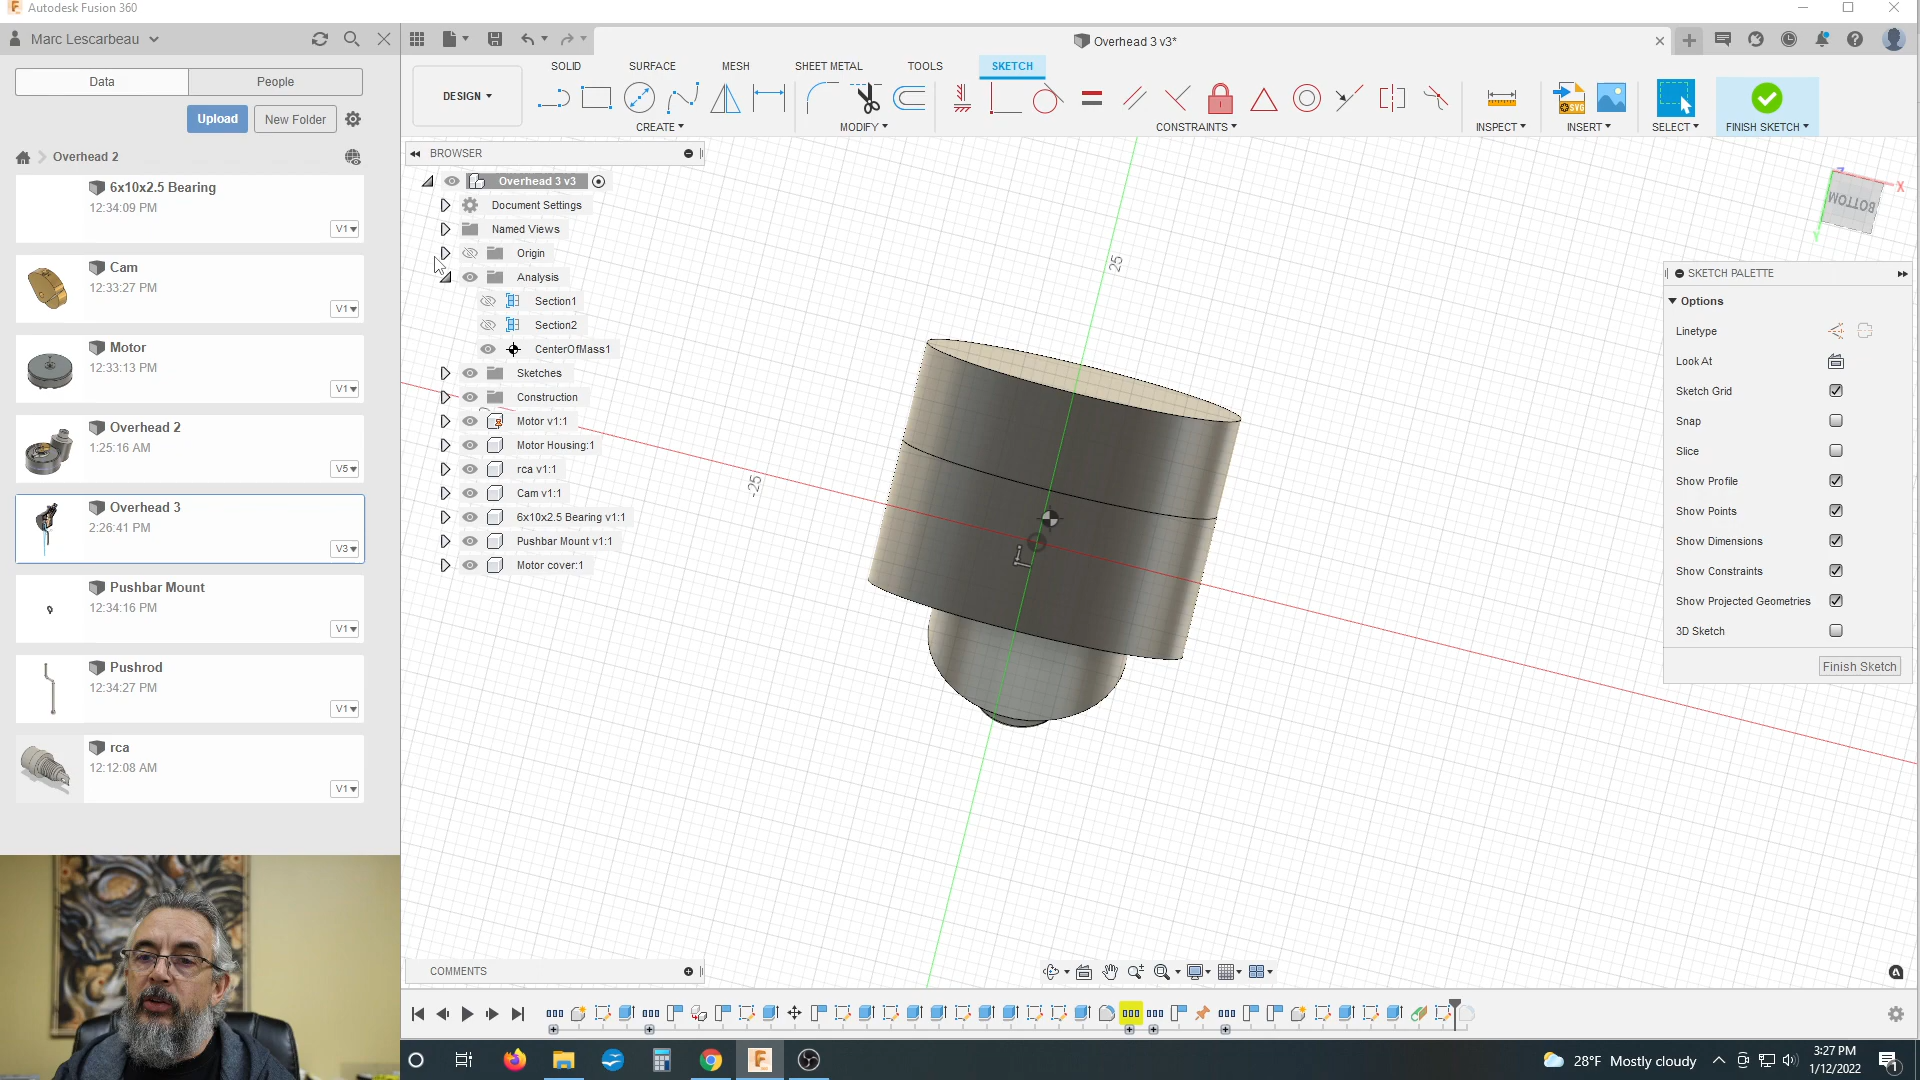 Autodesk Fusion 360
Marc Lescarbeau
Overhead 3 v3*
Data
People
Upload
New Folder
Overhead 2
6x10x2.5 Bearing
12:34:09 PM
V1
Cam
12:33:27 PM
V1
Motor
12:33:13 PM
V1
Overhead 2
1:25:16 AM
V5
Overhead 3
2:26:41 PM
V3
Pushbar Mount
12:34:16 PM
V1
Pushrod
12:34:27 PM
V1
rca
12:12:08 AM
V1
SOLID
SURFACE
MESH
SHEET METAL
TOOLS
SKETCH
DESIGN
CREATE
MODIFY
CONSTRAINTS
INSPECT
INSERT
SVG
SELECT
FINISH SKETCH
BROWSER
Overhead 3 v3
Document Settings
Named Views
Origin
Analysis
Section1
Section2
CenterOfMass1
Sketches
Construction
Motor v1:1
Motor Housing:1
rca v1:1
Cam v1:1
6x10x2.5 Bearing v1:1
Pushbar Mount v1:1
Motor cover:1
25
-25
BOTTOM
X
Y
Z
SKETCH PALETTE
Options
Linetype
Look At
Sketch Grid
Snap
Slice
Show Profile
Show Points
Show Dimensions
Show Constraints
Show Projected Geometries
3D Sketch
Finish Sketch
COMMENTS
28°F Mostly cloudy
3:27 PM
1/12/2022
1